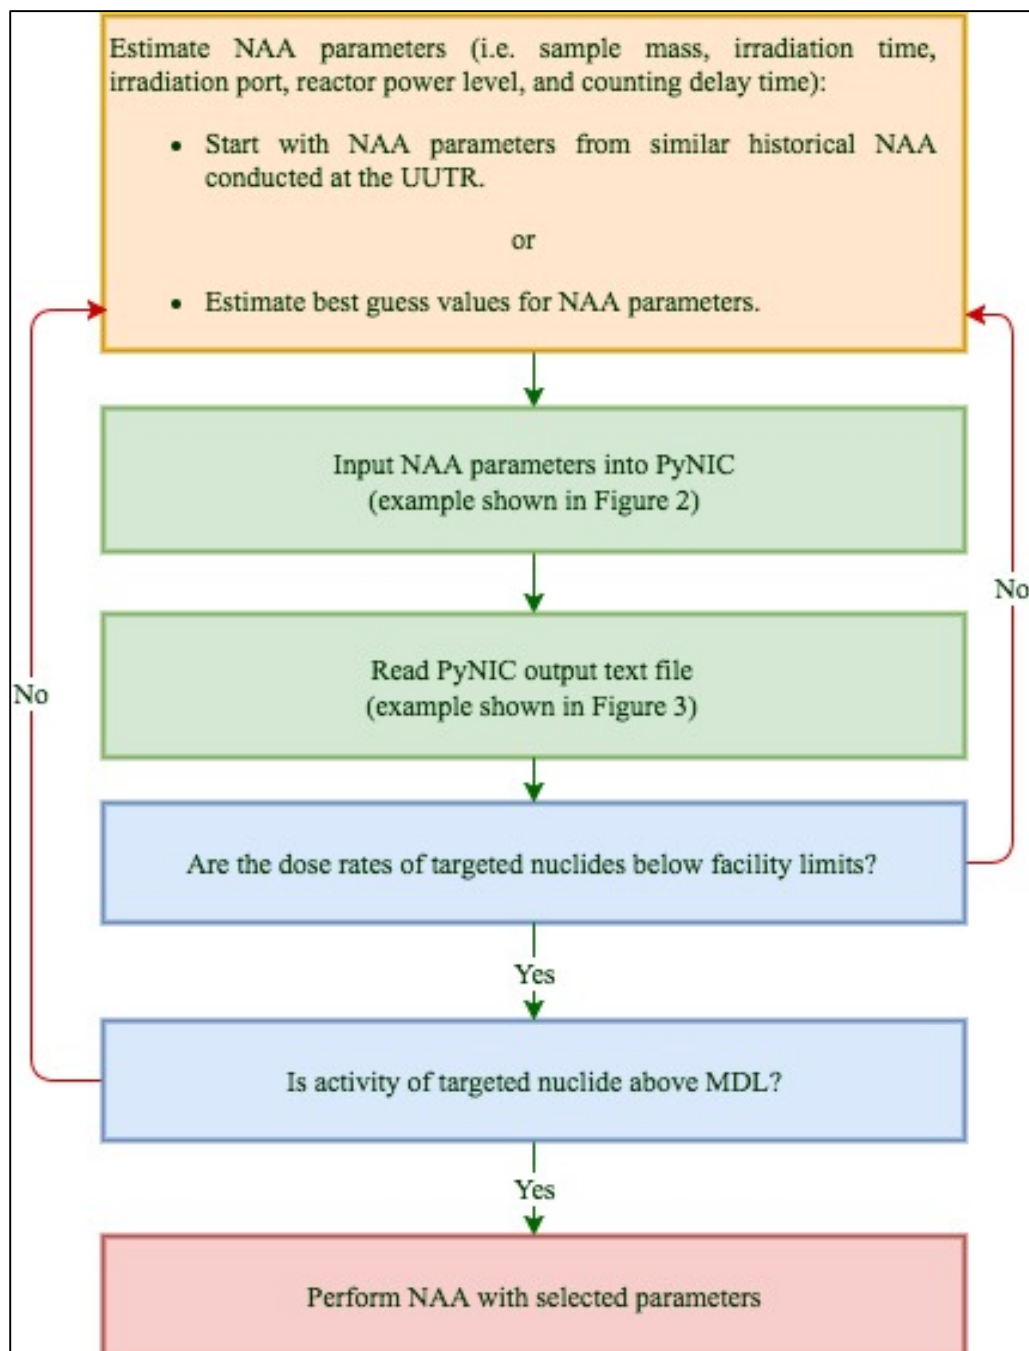 Estimate NAA parameters (i.e. sample mass, irradiation time,
irradiation port, reactor power level, and counting delay time):
• Start with NAA parameters from similar historical NAA
conducted at the UUTR.
or
• Estimate best guess values for NAA parameters.
Input NAA parameters into PyNIC
(example shown in Figure 2)
No
Read PyNIC output text file
(example shown in Figure 3)
No
Are the dose rates of targeted nuclides below facility limits?
Yes
Is activity of targeted nuclide above MDL?
Yes
Perform NAA with selected parameters